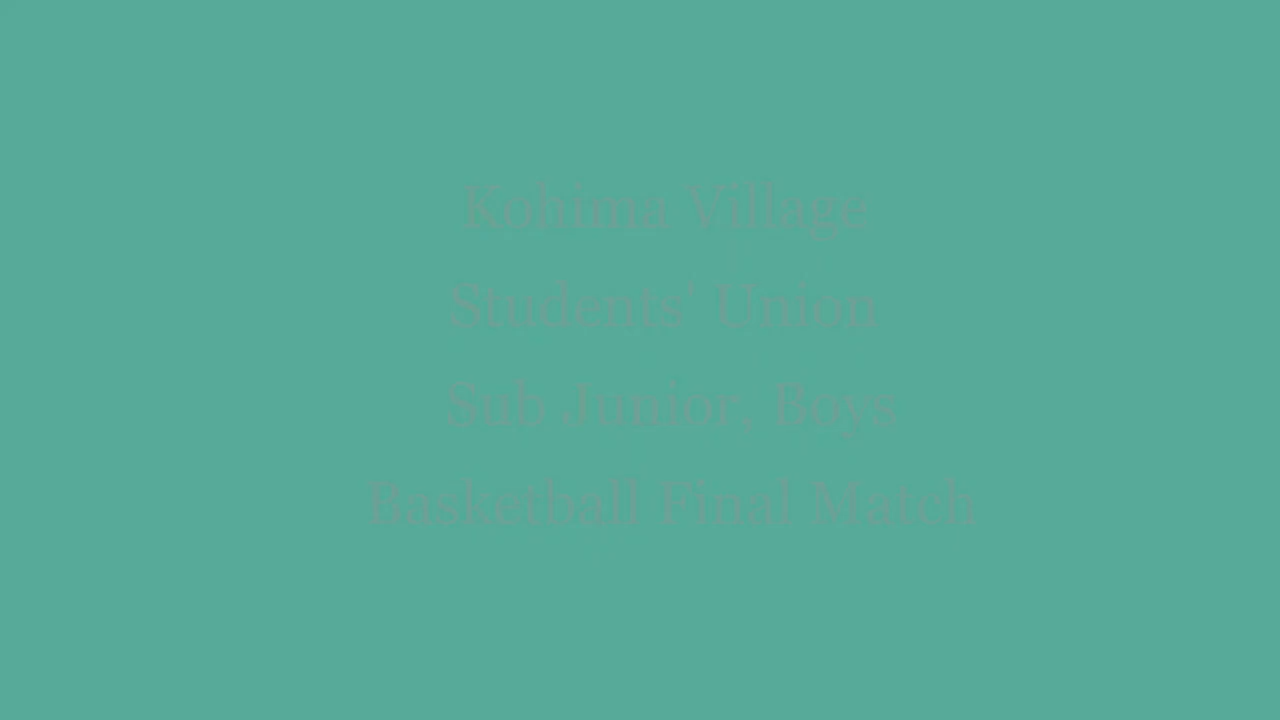 Kohima Village
Students' Union
Sub Junior, Boys
Basketball Final Match